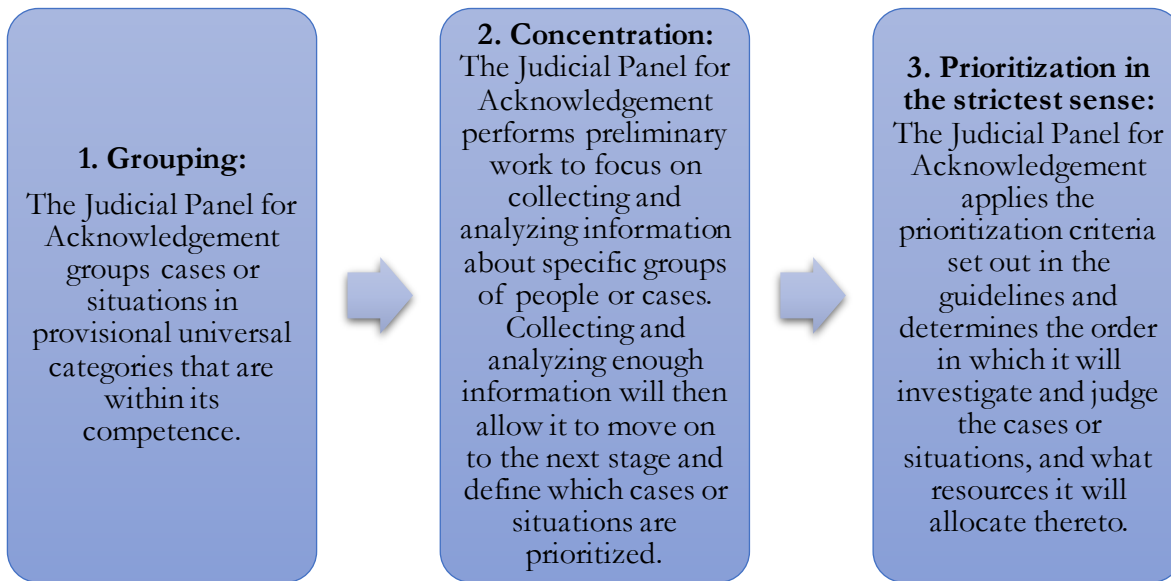 1. Grouping:
The Judicial Panel for
Acknowledgement
groups cases or
situations in
provisional universal
categories that are
within its
competence.
2. Concentration:
The Judicial Panel for
Acknowledgement
performs preliminary
work to focus on
collecting and
analyzing information
about specific groups
of people or cases.
Collecting and
analyzing enough
information will then
allow it to move on
to the next stage and
define which cases or
situations are
prioritized.
3. Prioritization in
the strictest sense:
The Judicial Panel for
Acknowledgement
applies the
prioritization criteria
set out in the
guidelines and
determines the order
in which it will
investigate and judge
the cases or
situations, and what
resources it will
allocate thereto.